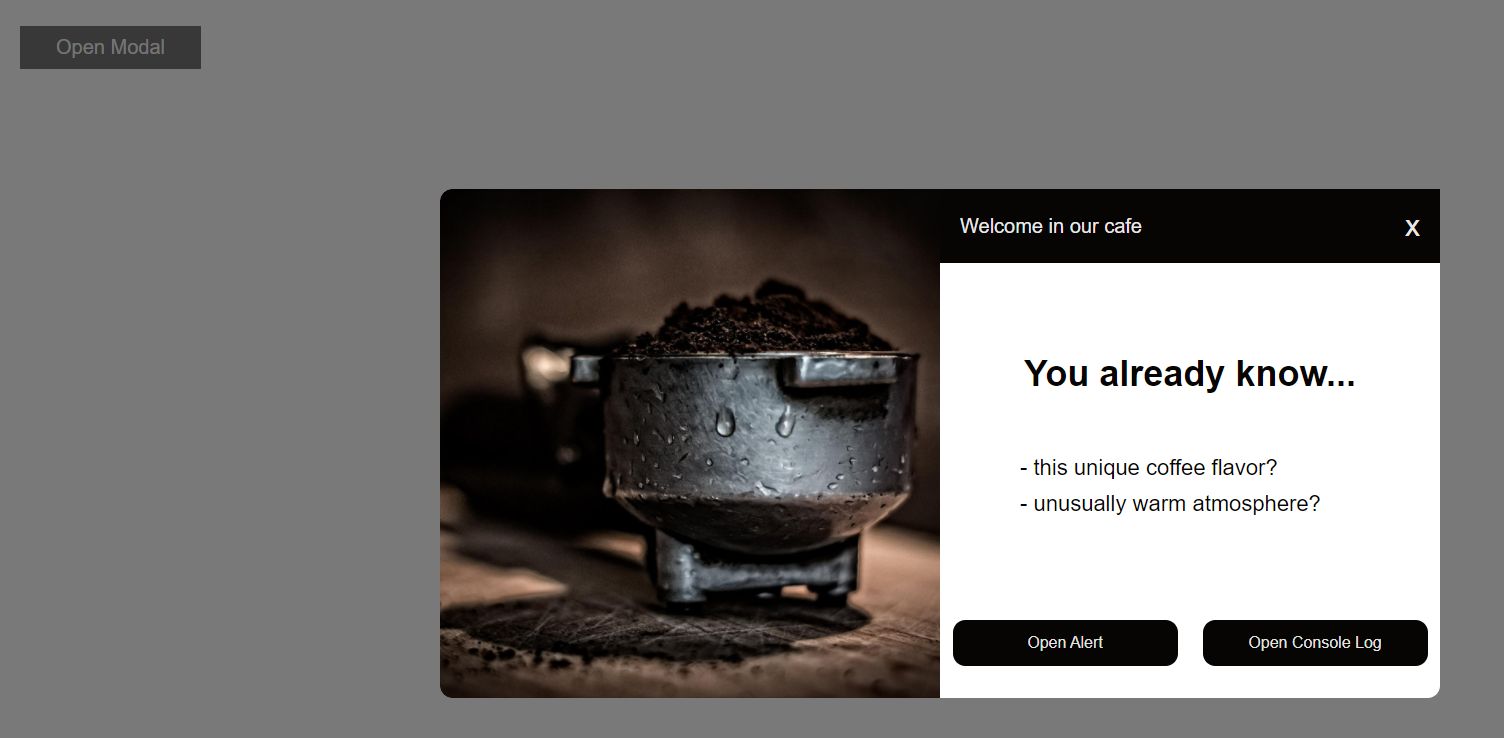 Open Modal
Welcome in our cafe
X
You already know...
- this unique coffee flavor?
- unusually warm atmosphere?
Open Alert
Open Console Log